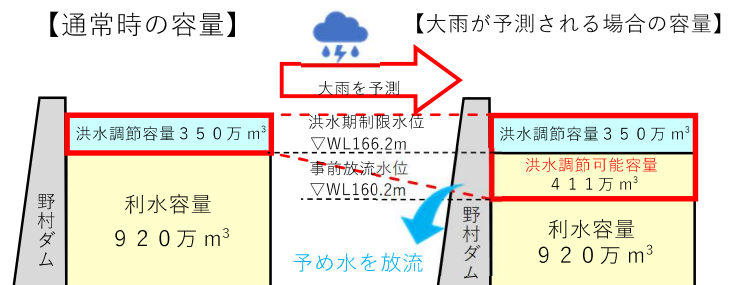 【通常時の容量】
【大雨が予測される場合の容量】
大雨を予測
洪水調節容量３５０万m³
洪水期制限水位
▽WL166.2m
事前放流水位
▽WL160.2m
野村ダム
利水容量
９２０万m³
予め水を放流
洪水調節容量３５０万m³
洪水調節可能容量
４１１万m³
野村ダム
利水容量
９２０万m³